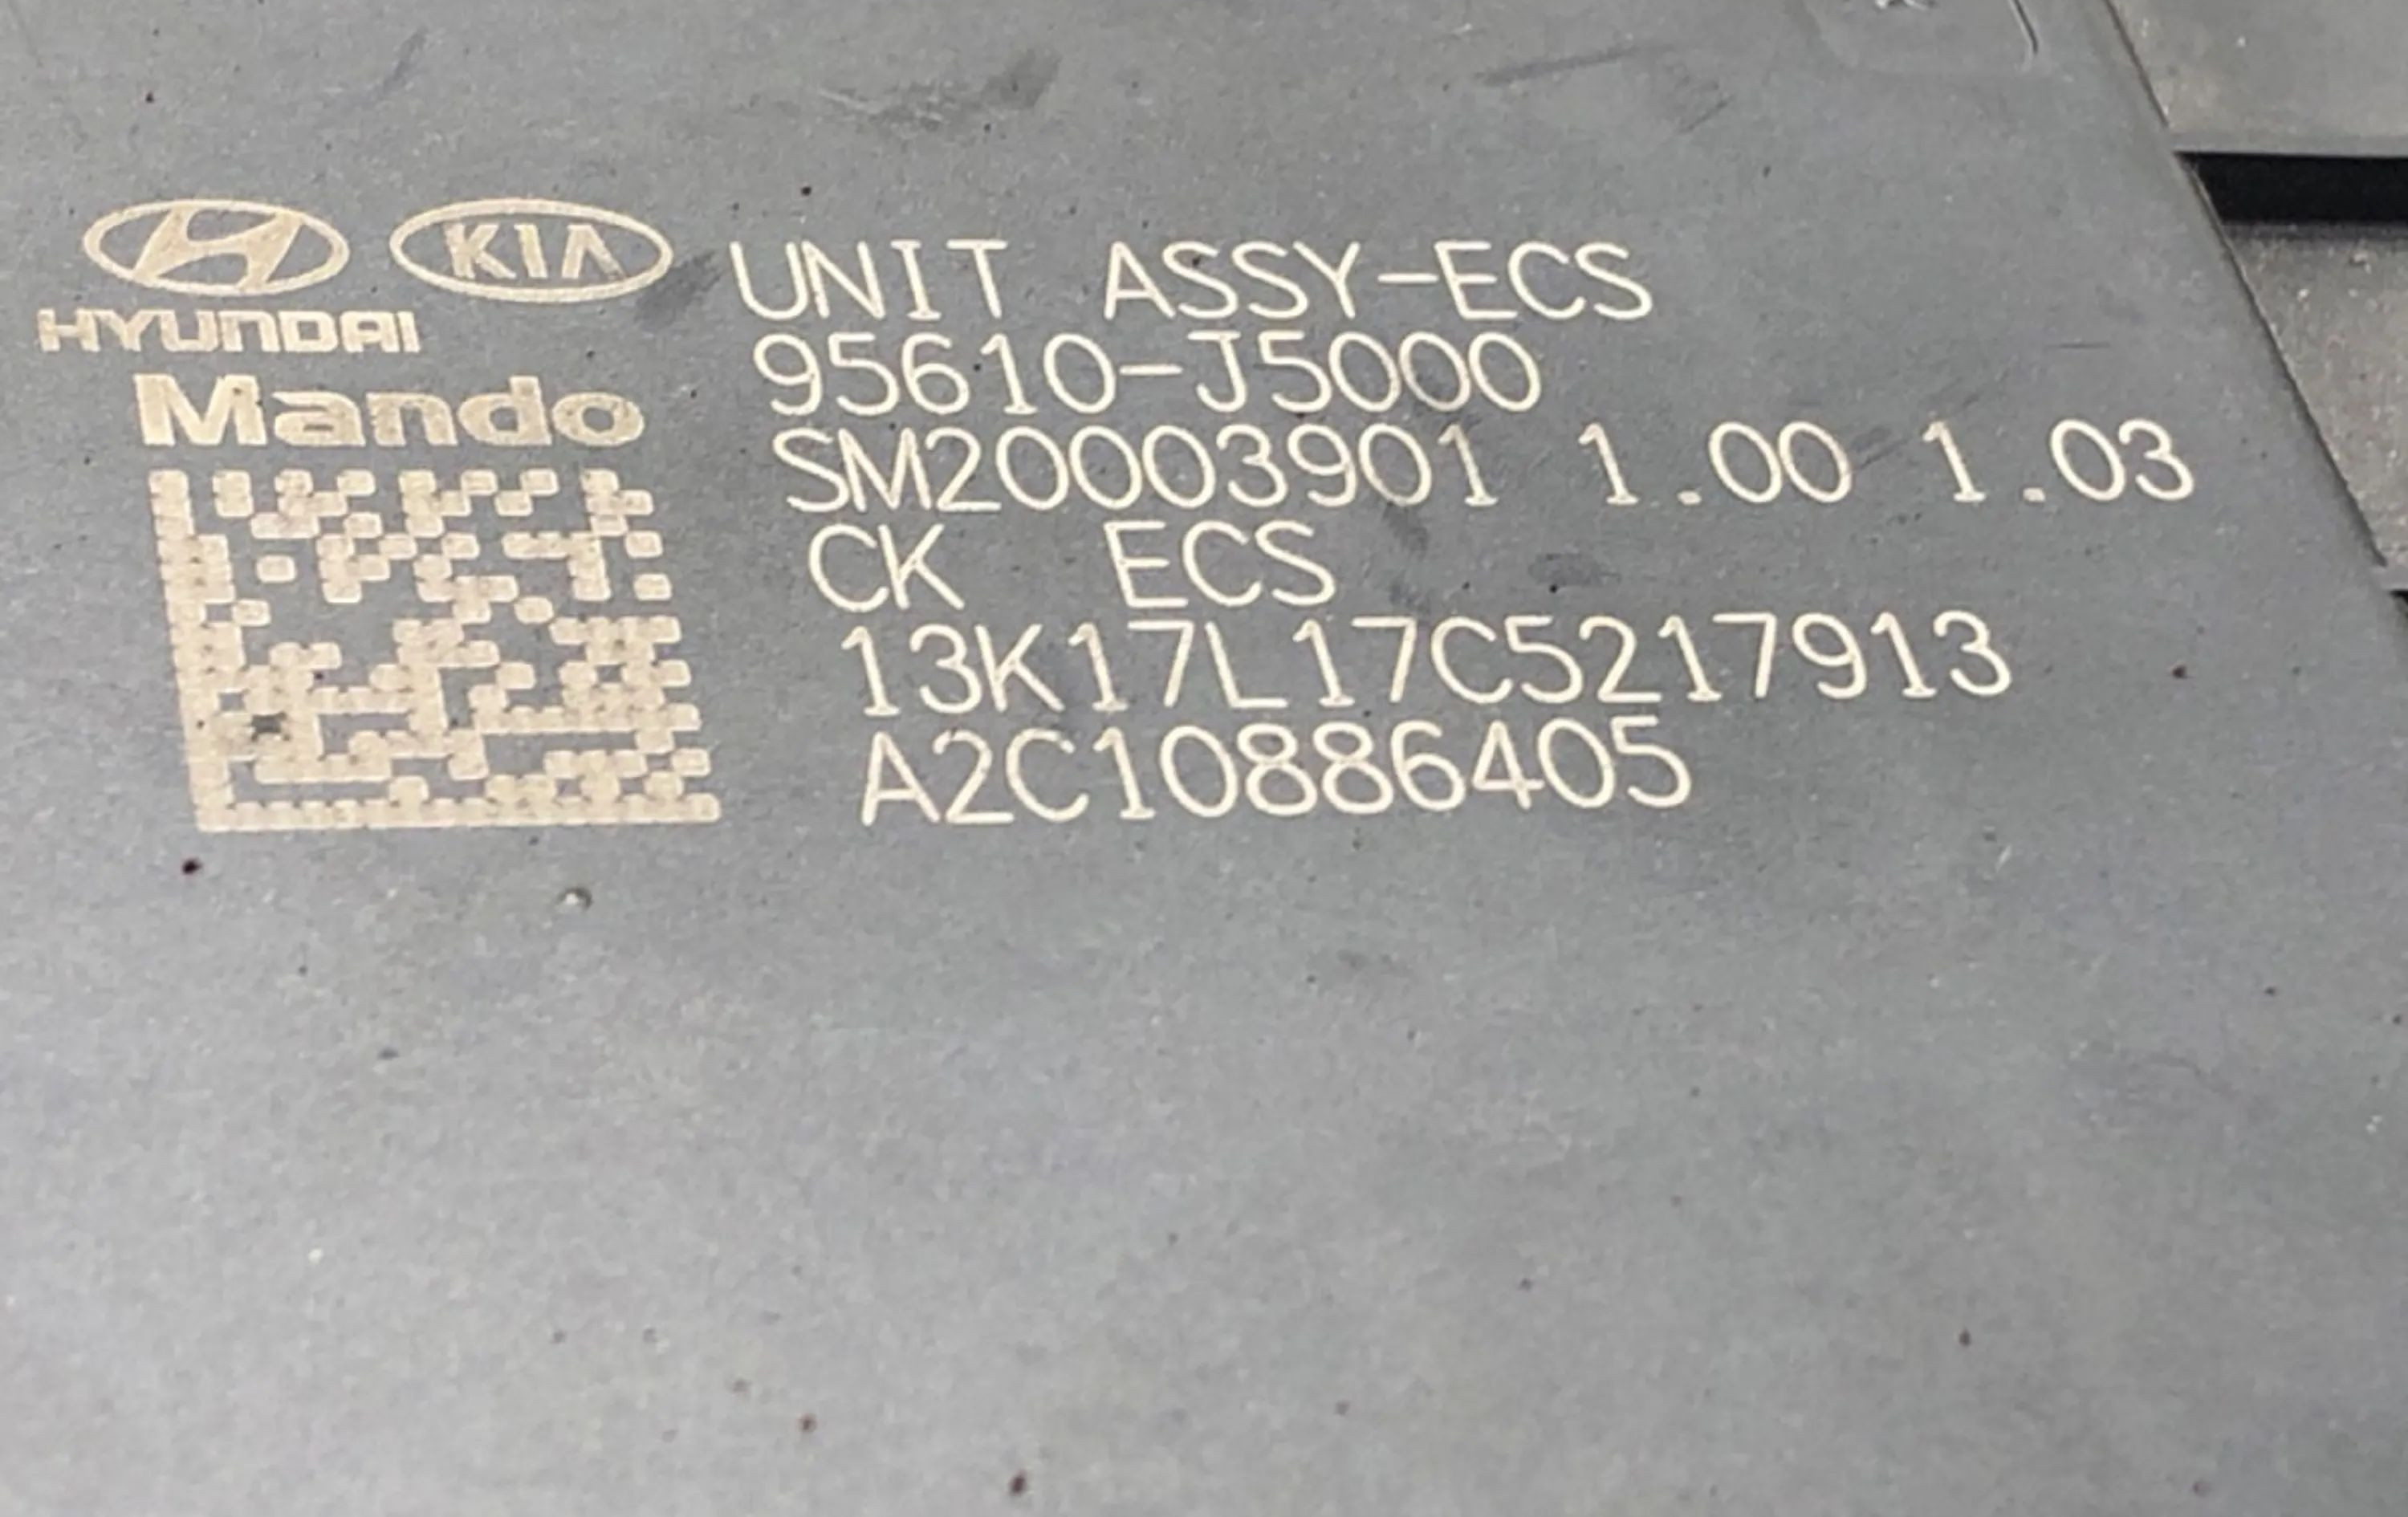 KIA
HYUNDAI
Mando
UNIT ASSY-ECS
95610-J5000
SM20003901 1.00 1.03
CK ECS
13K17L17C5217913
A2C10886405